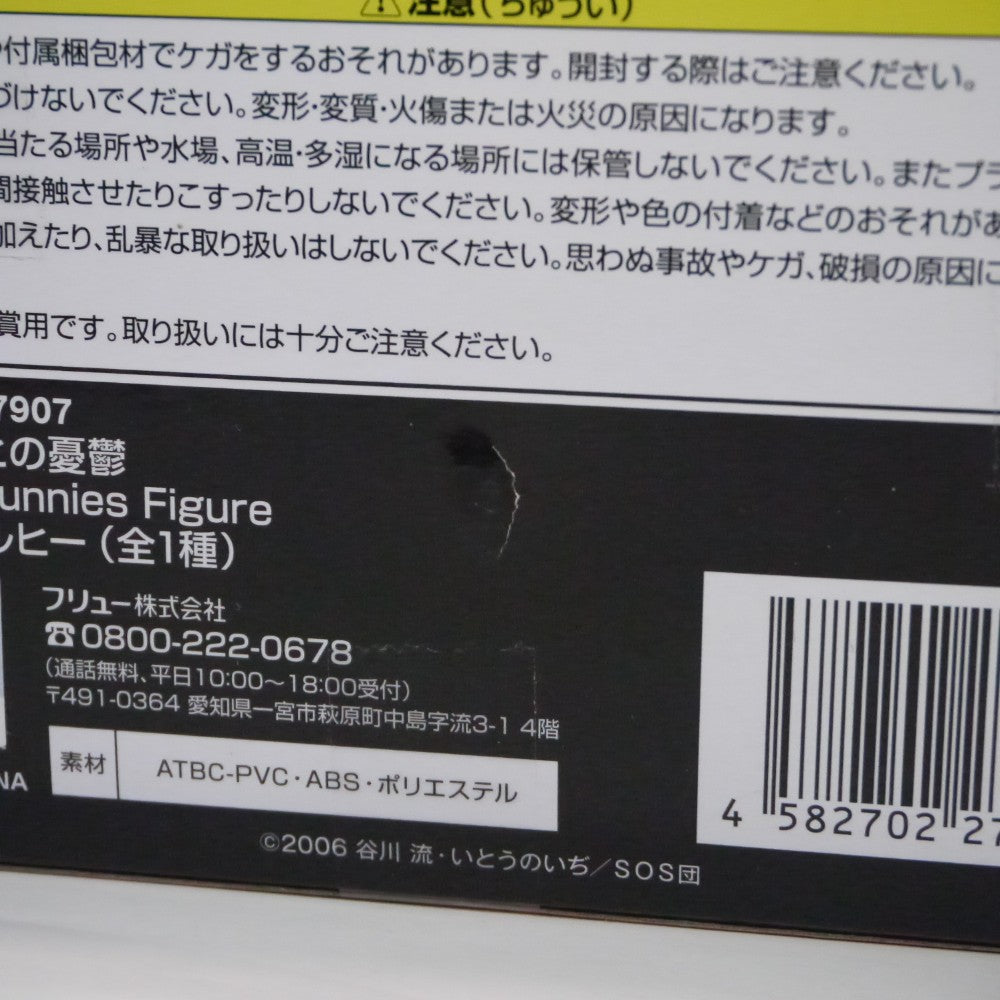 注意(ちゅうい)
付属梱包材でケガをするおそれがあります。開封する際はご注意ください。
づけないでください。変形・変質・火傷または火災の原因になります。
当たる場所や水場、高温・多湿になる場所には保管しないでください。またプラ
間接触させたりこすったりしないでください。変形や色の付着などのおそれがあ
加えたり、乱暴な取り扱いはしないでください。思わぬ事故やケガ、破損の原因に
賞用です。取り扱いには十分ご注意ください。
7907
の憂鬱
unnies Figure
ルヒー(全1種)
フリュー株式会社
☎0800-222-0678
(通話無料、平日10:00〜18:00受付)
〒491-0364 愛知県一宮市萩原町中島字流3-1 4階
素材 ATBC-PVC・ABS・ポリエステル
NA
4 582702 27
©2006 谷川 流・いとうのいぢ/SOS団